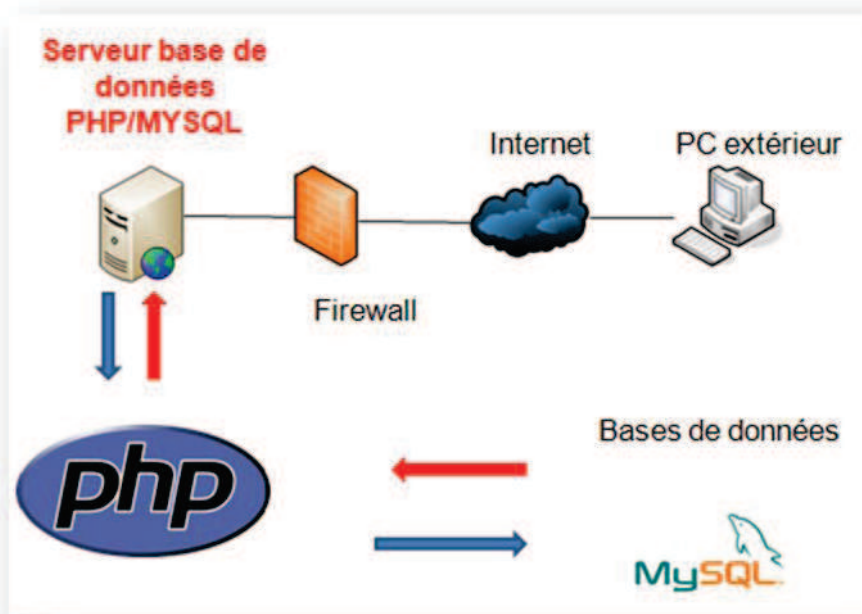 Serveur base de
données
PHP/MYSQL
Internet
PC extérieur
Firewall
Bases de données
php
MySQL